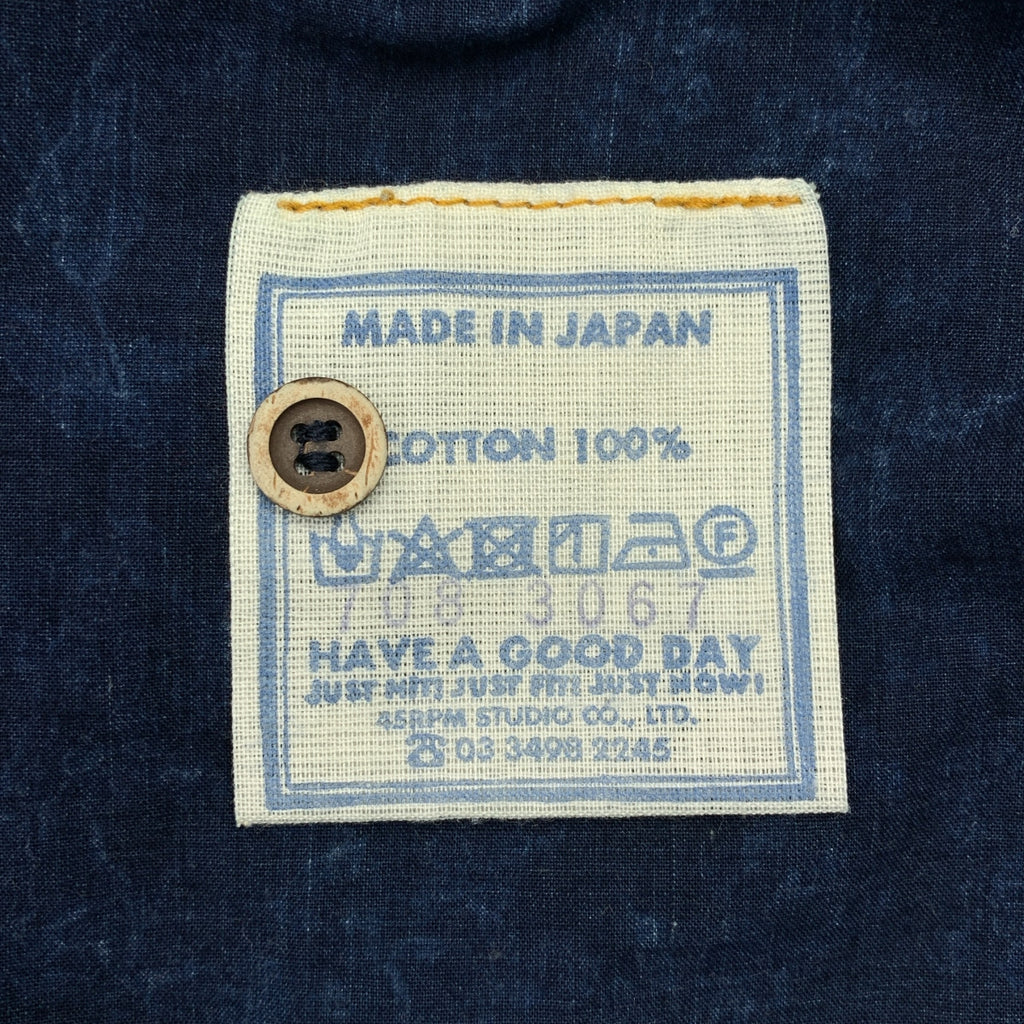 MADE IN JAPAN
COTTON 100%
F
708 3067
HAVE A GOOD DAY
JUST HIT! JUST FIT! JUST NOW!
45RPM STUDIO CO., LTD.
☎ 03 3498 2245